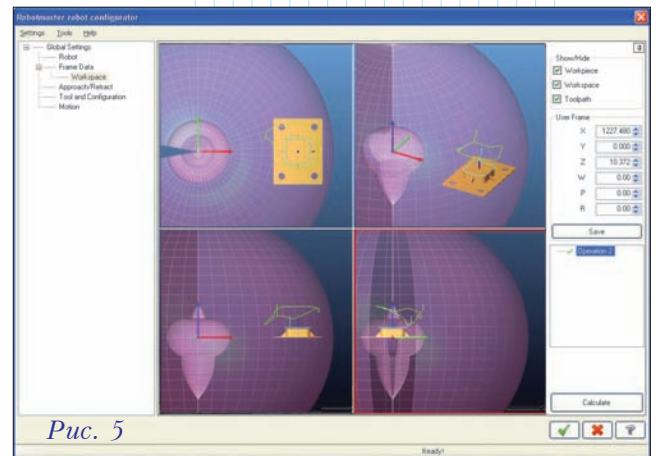 Robotmaster robot configurator
Settings Tools Help
Global Settings
Robot
Frame Data
Workspace
Approach/Retract
Tool and Configuration
Motion
Show/Hide
Workpiece
Workspace
Toolpath
User Frame
X 1227.480
Y 0.000
Z 10.372
W 0.00
P 0.00
R 0.00
Save
Operation 2
Calculate
Рис. 5
Ready!